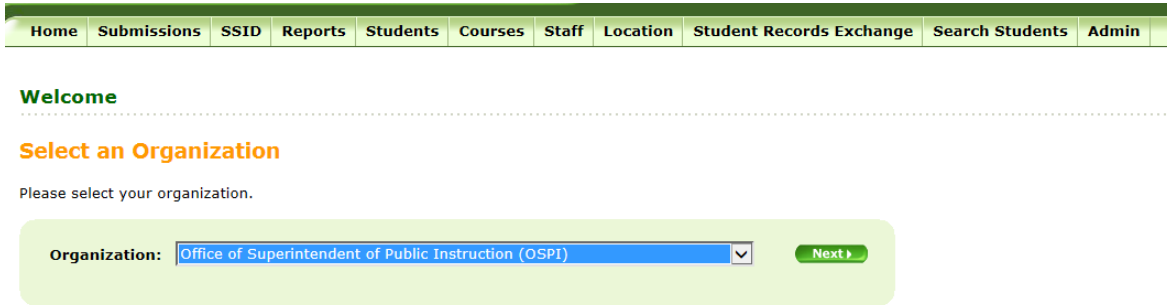 Home Submissions SSID Reports Students Courses Staff Location Student Records Exchange Search Students Admin
Welcome
Select an Organization
Please select your organization.
Organization: Office of Superintendent of Public Instruction (OSPI) Next